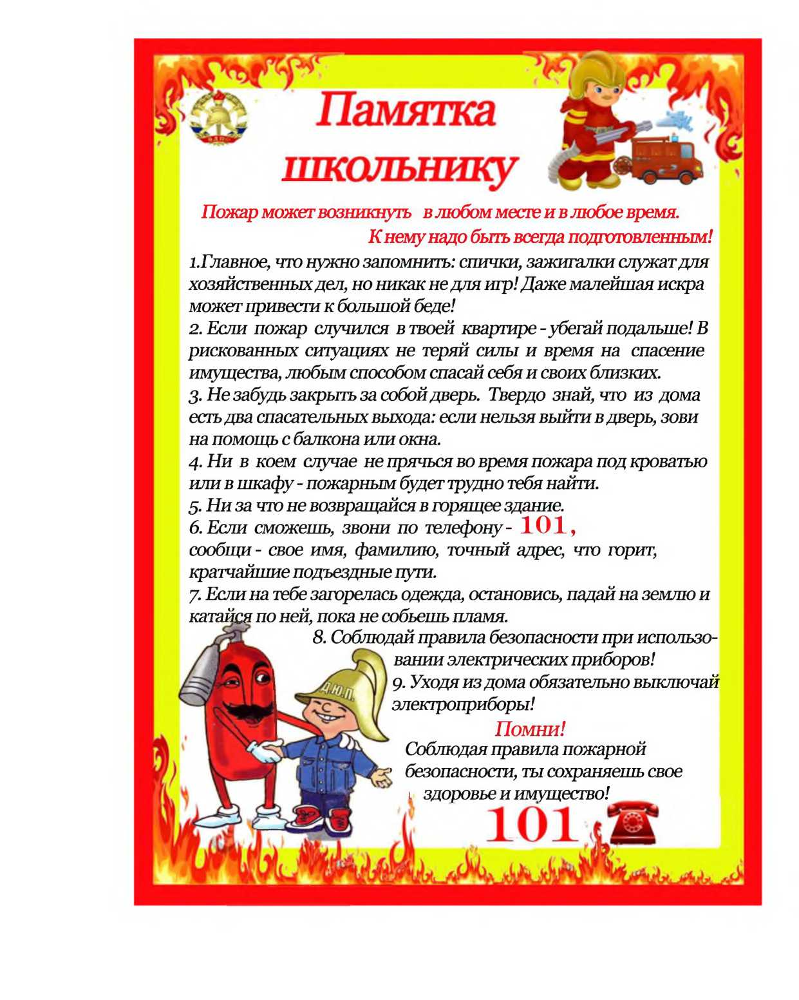 Памятка
школьнику
ВДПО
Пожар может возникнуть в любом месте и в любое время.
К нему надо быть всегда подготовленным!
1.Главное, что нужно запомнить: спички, зажигалки служат для
хозяйственных дел, но никак не для игр! Даже малейшая искра
может привести к большой беде!
2. Если пожар случился в твоей квартире - убегай подальше! В
рискованных ситуациях не теряй силы и время на спасение
имущества, любым способом спасай себя и своих близких.
3. Не забудь закрыть за собой дверь. Твердо знай, что из дома
есть два спасательных выхода: если нельзя выйти в дверь, зови
на помощь с балкона или окна.
4. Ни в коем случае не прячься во время пожара под кроватью
или в шкафу - пожарным будет трудно тебя найти.
5. Ни за что не возвращайся в горящее здание.
6. Если сможешь, звони по телефону - 101,
сообщи - свое имя, фамилию, точный адрес, что горит,
кратчайшие подъездные пути.
7. Если на тебе загорелась одежда, остановись, падай на землю и
катайся по ней, пока не собьешь пламя.
8. Соблюдай правила безопасности при использо-
вании электрических приборов!
9. Уходя из дома обязательно выключай
электроприборы!
Д.Ю.П.
Помни!
Соблюдая правила пожарной
безопасности, ты сохраняешь свое
здоровье и имущество!
101